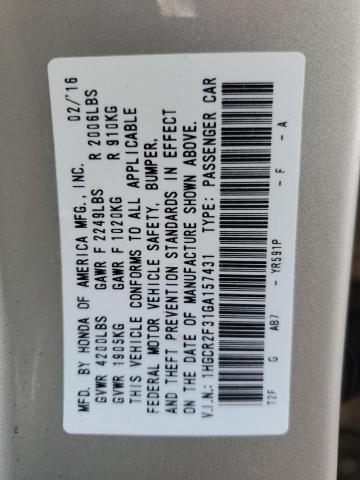 MFD. BY HONDA OF AMERICA MFG., INC. 02/'16
GVWR 4200LBS GAWR F 2249LBS R 2006LBS
GVWR 1905KG GAWR F 1020KG R 910KG
THIS VEHICLE CONFORMS TO ALL APPLICABLE
FEDERAL MOTOR VEHICLE SAFETY, BUMPER,
AND THEFT PREVENTION STANDARDS IN EFFECT
ON THE DATE OF MANUFACTURE SHOWN ABOVE.
V.I.N.: 1HGCR2F31GA157431 TYPE: PASSENGER CAR
T2F G AB7 - YR591P - F - A